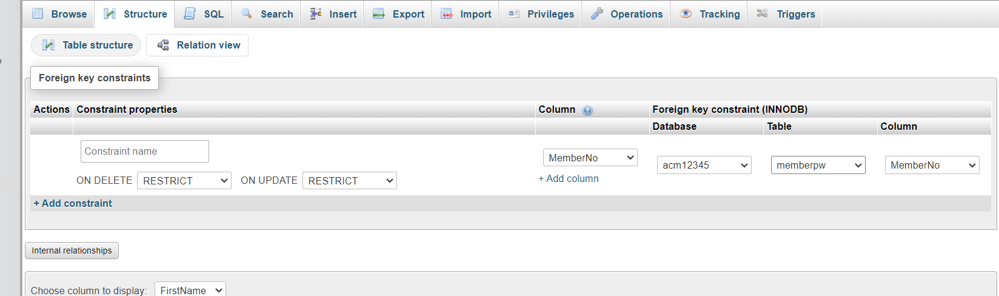 Browse Structure SQL Search Insert Export Import Privileges Operations Tracking Triggers
Table structure Relation view
Foreign key constraints
Actions Constraint properties Column Foreign key constraint (INNODB)
Database Table Column
Constraint name
MemberNo
acm12345 memberpw MemberNo
ON DELETE RESTRICT ON UPDATE RESTRICT
+ Add column
+ Add constraint
Internal relationships
Choose column to display: FirstName